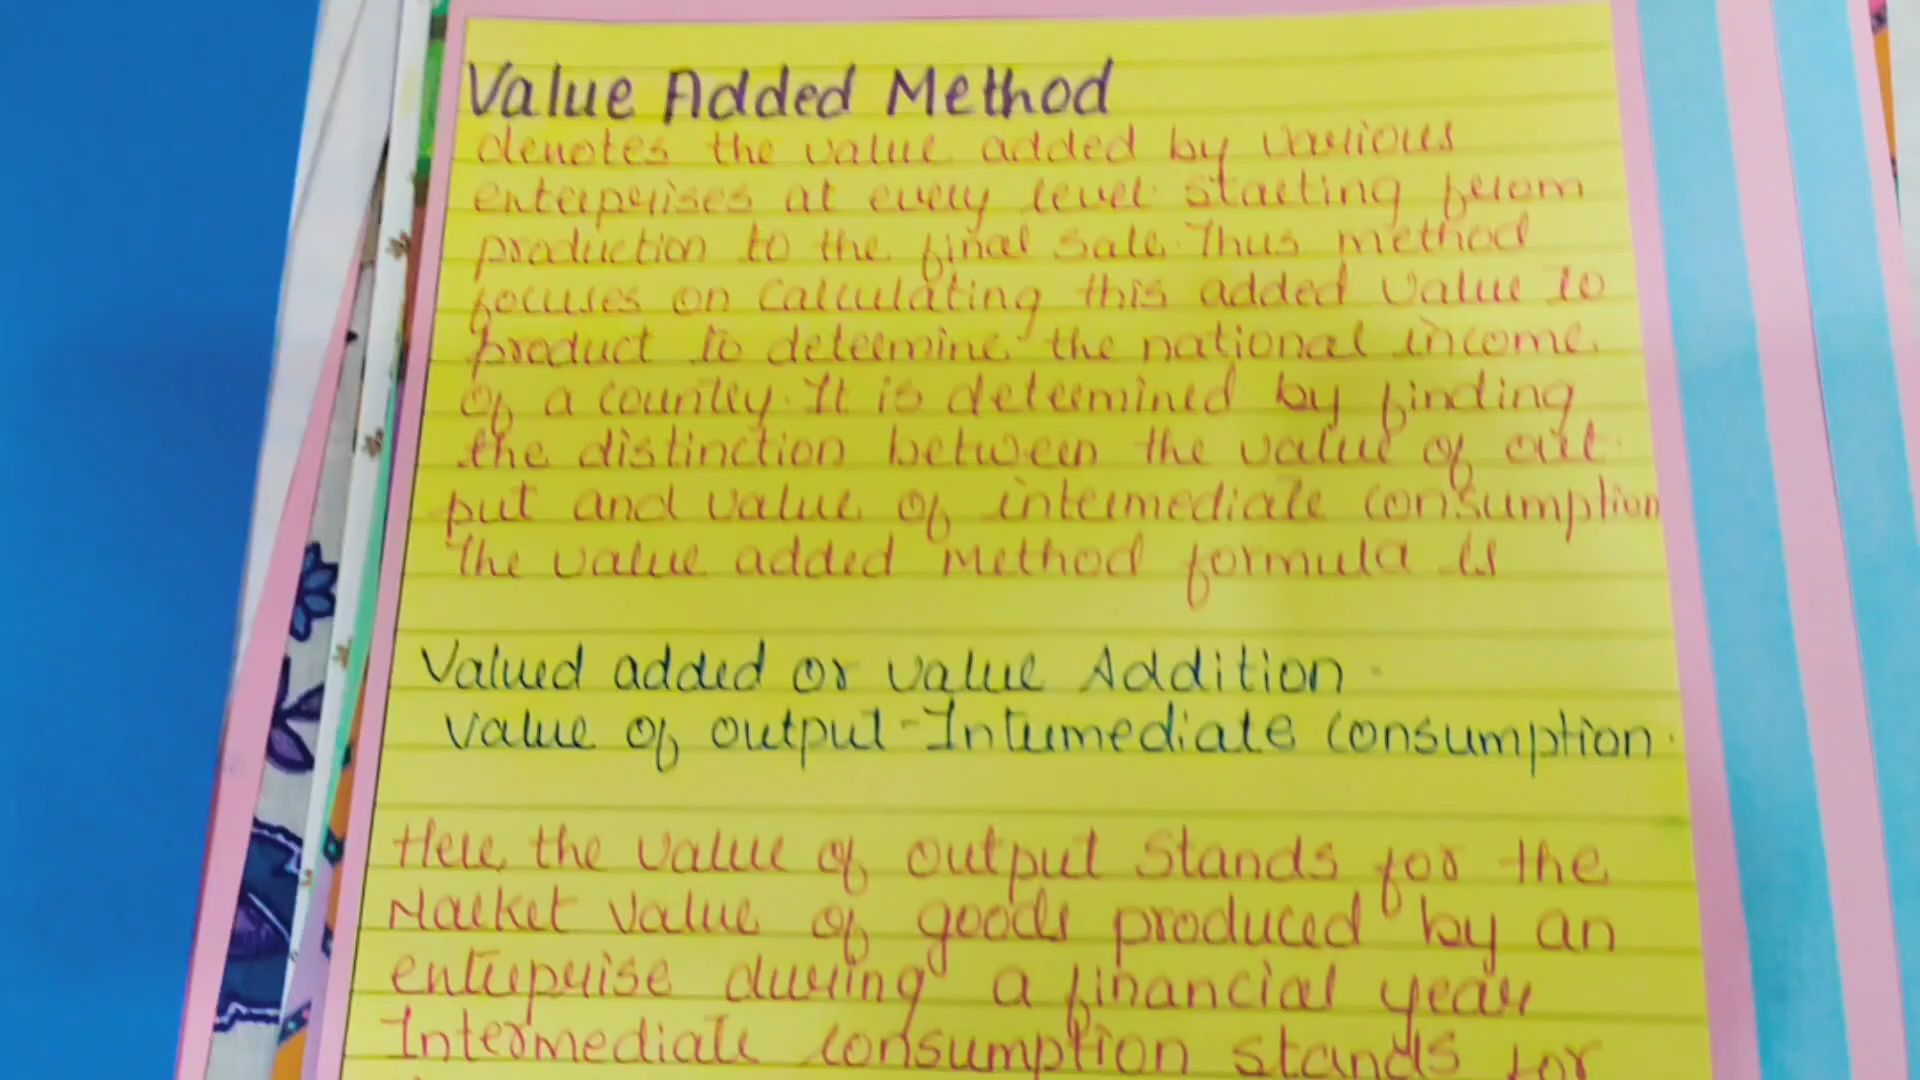 Value Added Method
denotes the value added by various
enterprises at every level starting from
production to the final sale. Thus method
focuses on calculating this added value to
product to determine the national income
of a country. It is determined by finding
the distinction between the value of out
put and value of intermediate consumption
The value added method formula is
Valued added or value Addition.
Value of output-Intermediate consumption.
Here the value of output stands for the
Market value of goods produced by an
enterprise during a financial year
Intermediate consumption stands for